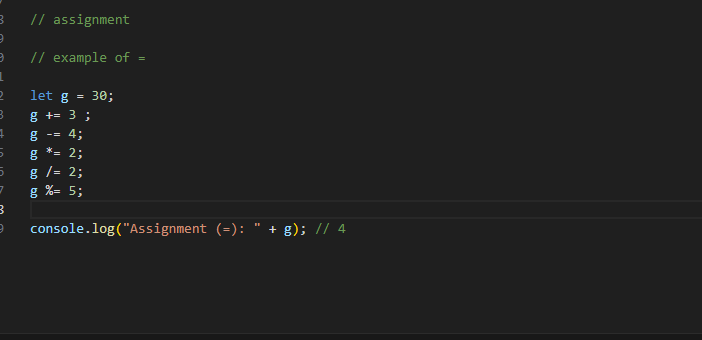 // assignment
// example of =
let g = 30;
g += 3 ;
g -= 4;
g *= 2;
g /= 2;
g %= 5;
console.log("Assignment (=): " + g); // 4